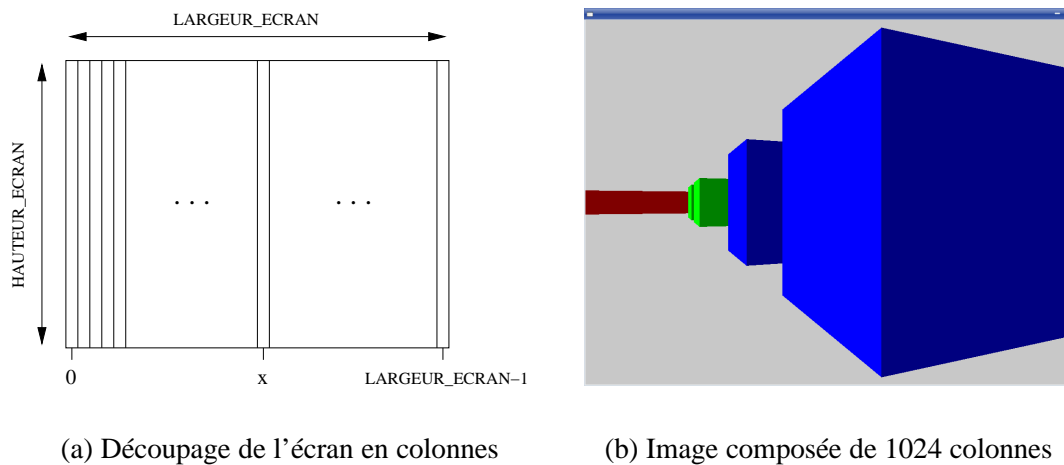 LARGEUR_ECRAN
HAUTEUR_ECRAN
. . .
. . .
0
x
LARGEUR_ECRAN−1
(a) Découpage de l’écran en colonnes
(b) Image composée de 1024 colonnes